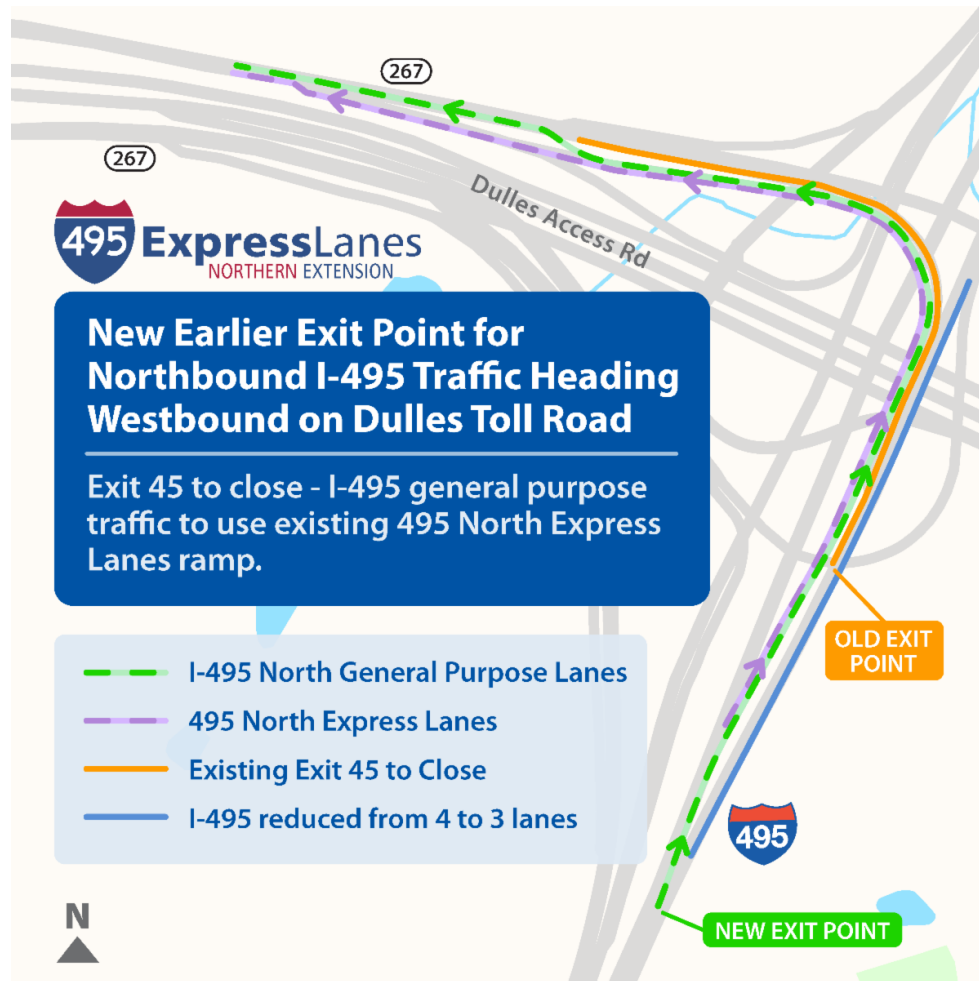 267
267
Dulles Access Rd
495 ExpressLanes
NORTHERN EXTENSION
New Earlier Exit Point for
Northbound I-495 Traffic Heading
Westbound on Dulles Toll Road
Exit 45 to close - I-495 general purpose
traffic to use existing 495 North Express
Lanes ramp.
OLD EXIT
POINT
I-495 North General Purpose Lanes
495 North Express Lanes
Existing Exit 45 to Close
I-495 reduced from 4 to 3 lanes
495
NEW EXIT POINT
N